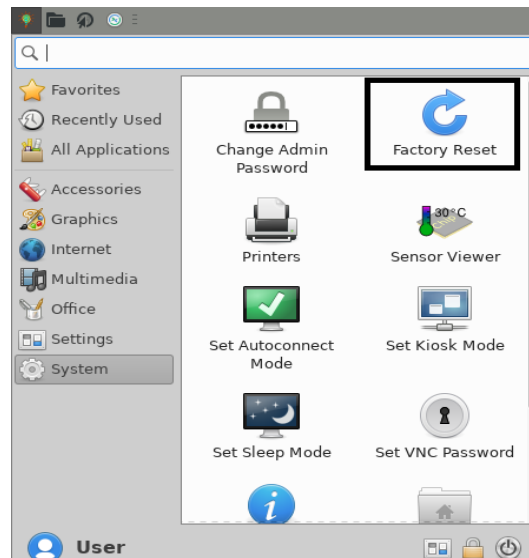 Favorites
Recently Used
All Applications
Accessories
Graphics
Internet
Multimedia
Office
Settings
System
Change Admin
Password
Factory Reset
Printers
30°C
CHIP
Sensor Viewer
Set Autoconnect
Mode
Set Kiosk Mode
Set Sleep Mode
Set VNC Password
User